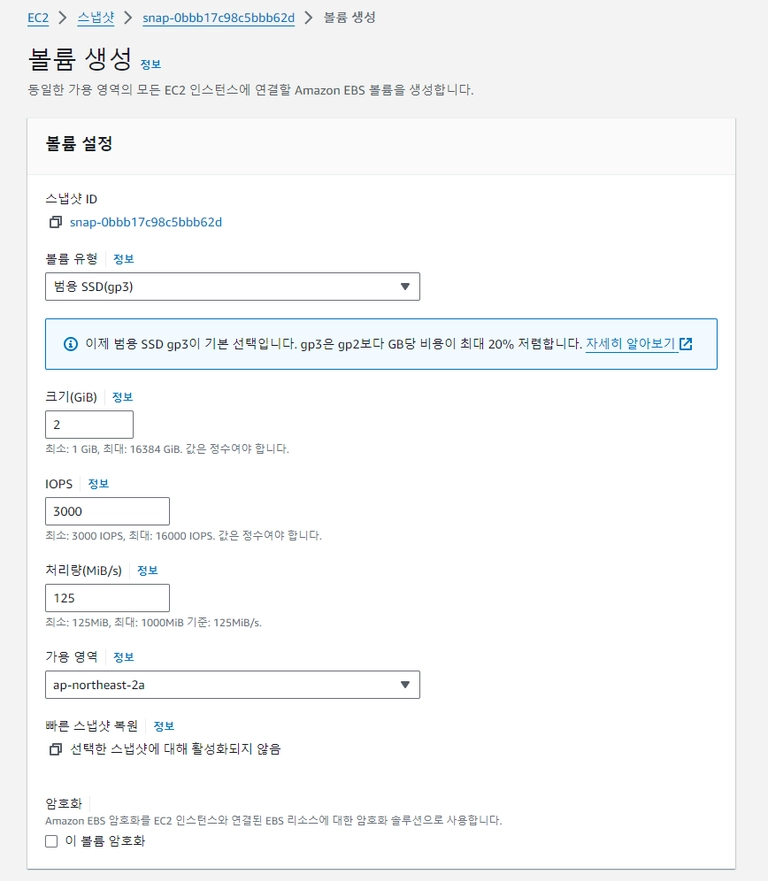 EC2 > 스냅샷 > snap-0bbb17c98c5bbb62d > 볼륨 생성
볼륨 생성 정보
동일한 가용 영역의 모든 EC2 인스턴스에 연결할 Amazon EBS 볼륨을 생성합니다.
볼륨 설정
스냅샷 ID
snap-0bbb17c98c5bbb62d
볼륨 유형 정보
범용 SSD(gp3)
이제 범용 SSD gp3이 기본 선택입니다. gp3은 gp2보다 GB당 비용이 최대 20% 저렴합니다. 자세히 알아보기
크기(GiB) 정보
2
최소: 1 GiB, 최대: 16384 GiB. 값은 정수여야 합니다.
IOPS 정보
3000
최소: 3000 IOPS, 최대: 16000 IOPS. 값은 정수여야 합니다.
처리량(MiB/s) 정보
125
최소: 125MiB, 최대: 1000MiB 기준: 125MiB/s.
가용 영역 정보
ap-northeast-2a
빠른 스냅샷 복원 정보
선택한 스냅샷에 대해 활성화되지 않음
암호화
Amazon EBS 암호화를 EC2 인스턴스와 연결된 EBS 리소스에 대한 암호화 솔루션으로 사용합니다.
이 볼륨 암호화